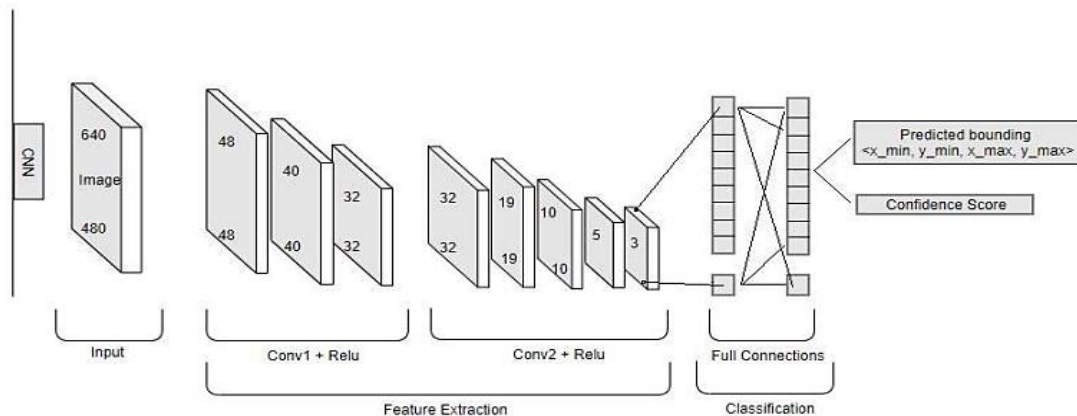 CNN
640
Image
480
48
48
40
40
32
32
32
32
19
19
10
10
5
3
Predicted bounding
<x_min, y_min, x_max, y_max>
Confidence Score
Input
Conv1 + Relu
Conv2 + Relu
Full Connections
Feature Extraction
Classification